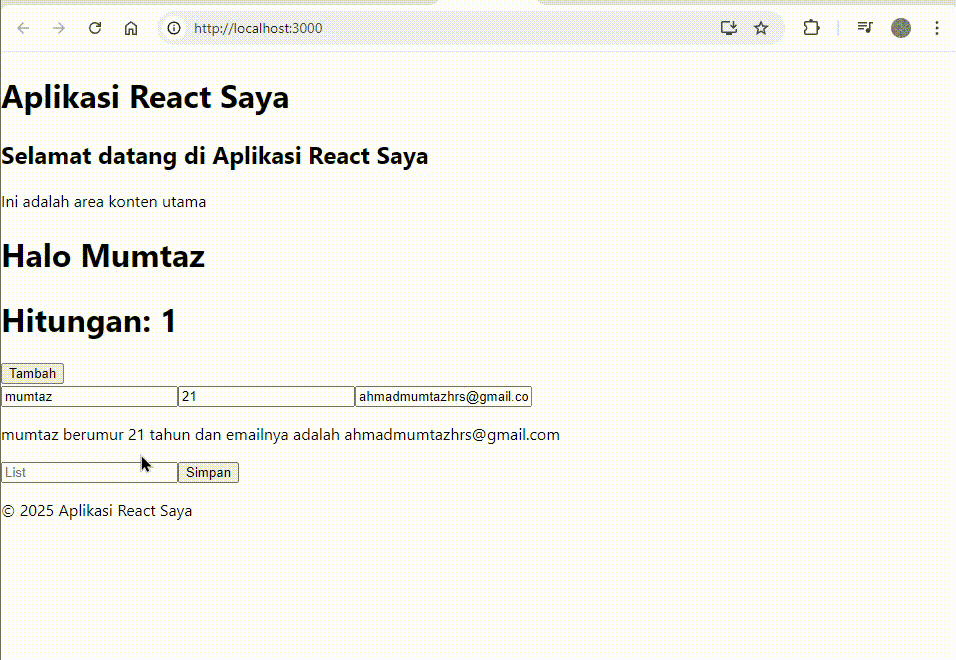 http://localhost:3000
Aplikasi React Saya
Selamat datang di Aplikasi React Saya
Ini adalah area konten utama
Halo Mumtaz
Hitungan: 1
Tambah
mumtaz 21 ahmadmumtazhrs@gmail.co
mumtaz berumur 21 tahun dan emailnya adalah ahmadmumtazhrs@gmail.com
List Simpan
© 2025 Aplikasi React Saya